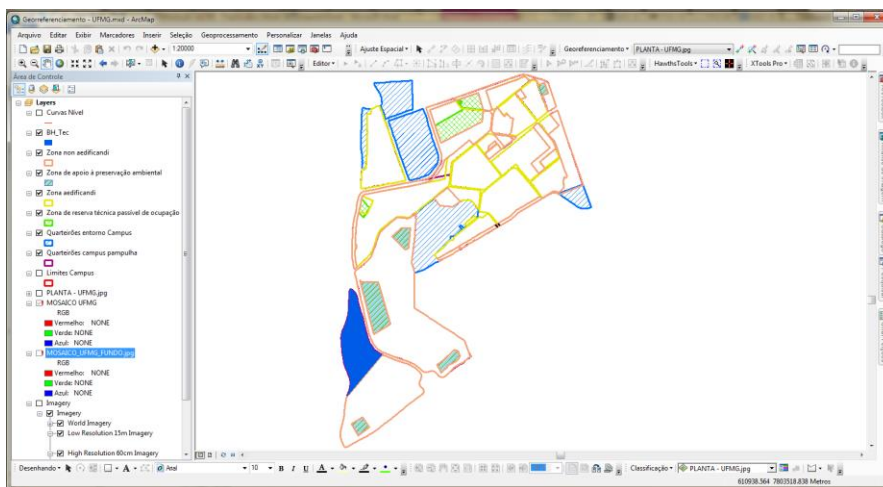 Georreferenciamento - UFMG.mxd - ArcMap
Arquivo Editar Exibir Marcadores Inserir Seleção Geoprocessamento Personalizar Janelas Ajuda
1:20000 Ajuste Espacial Georreferenciamento PLANTA - UFMG.jpg
Editor HawthsTools XTools Pro
Área de Controle
Layers
Curvas Nível
BH_Tec
Zona non aedificandi
Zona de apoio à preservação ambiental
Zona aedificandi
Zona de reserva técnica passível de ocupação
Quarteirões entorno Campus
Quarteirões campus pampulha
Limites Campus
PLANTA - UFMG.jpg
MOSAICO UFMG
RGB
Vermelho: NONE
Verde: NONE
Azul: NONE
MOSAICO_UFMG_FUNDO.jpg
RGB
Vermelho: NONE
Verde: NONE
Azul: NONE
Imagery
Imagery
World Imagery
Low Resolution 15m Imagery
High Resolution 60cm Imagery
Desenhando A Arial 10 B I U A Classificação PLANTA - UFMG.jpg
610938.564 7803518.838 Metros